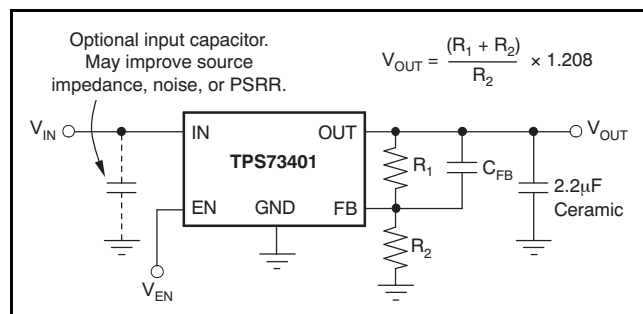 Optional input capacitor.
May improve source
impedance, noise, or PSRR.
V_OUT = (R_1 + R_2) / R_2 × 1.208
V_IN
IN
OUT
V_OUT
TPS73401
R_1
C_FB
2.2μF
Ceramic
EN
GND
FB
R_2
V_EN